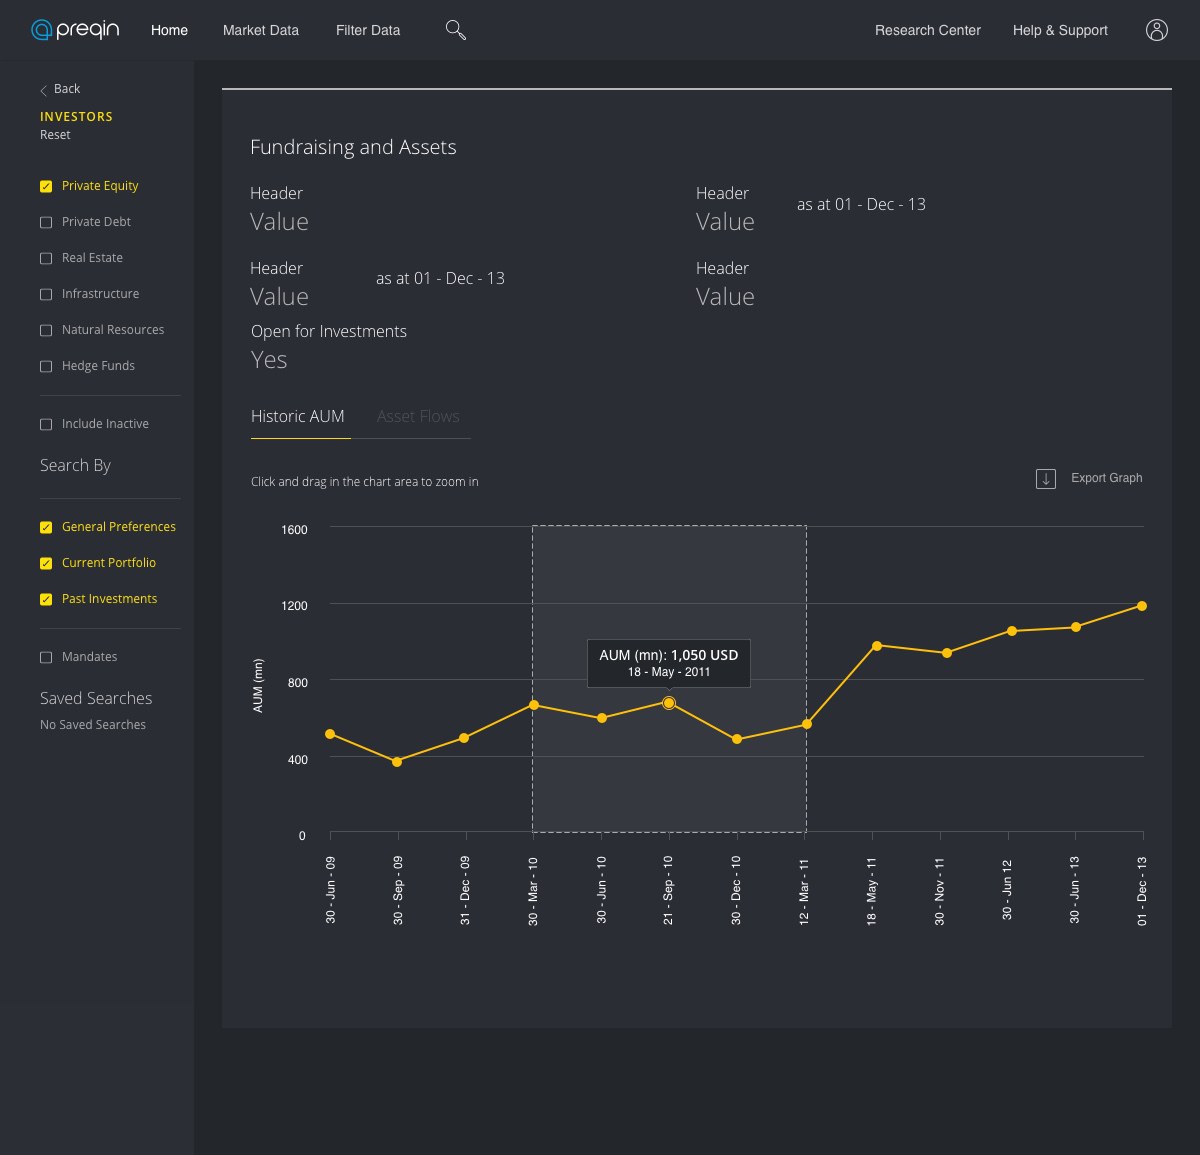 preqin
Home
Market Data
Filter Data
Research Center
Help & Support
Back
INVESTORS
Reset
Private Equity
Private Debt
Real Estate
Infrastructure
Natural Resources
Hedge Funds
Include Inactive
Search By
General Preferences
Current Portfolio
Past Investments
Mandates
Saved Searches
No Saved Searches
Fundraising and Assets
Header
Value
Header
Value
as at 01 - Dec - 13
Header
Value
as at 01 - Dec - 13
Header
Value
Open for Investments
Yes
Historic AUM
Asset Flows
Click and drag in the chart area to zoom in
Export Graph
AUM (mn)
1600
1200
800
400
0
AUM (mn): 1,050 USD
18 - May - 2011
30 - Jun - 09
30 - Sep - 09
31 - Dec - 09
30 - Mar - 10
30 - Jun - 10
21 - Sep - 10
30 - Dec - 10
12 - Mar - 11
18 - May - 11
30 - Nov - 11
30 - Jun 12
30 - Jun - 13
01 - Dec - 13